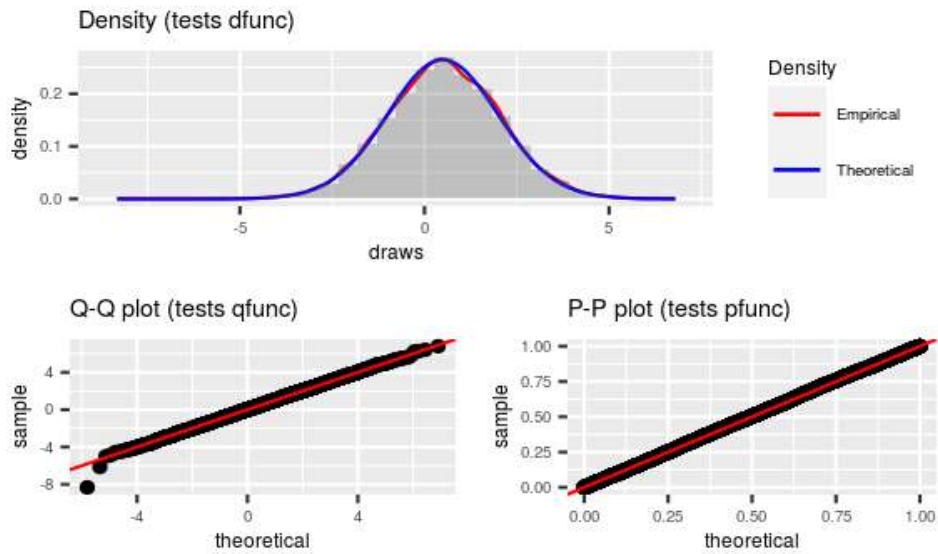 Density (tests dfunc)
density
0.2
0.1
0.0
-5
0
5
draws
Density
Empirical
Theoretical
Q-Q plot (tests qfunc)
sample
4
0
-4
-8
-4
0
4
theoretical
P-P plot (tests pfunc)
sample
1.00
0.75
0.50
0.25
0.00
0.00
0.25
0.50
0.75
1.00
theoretical